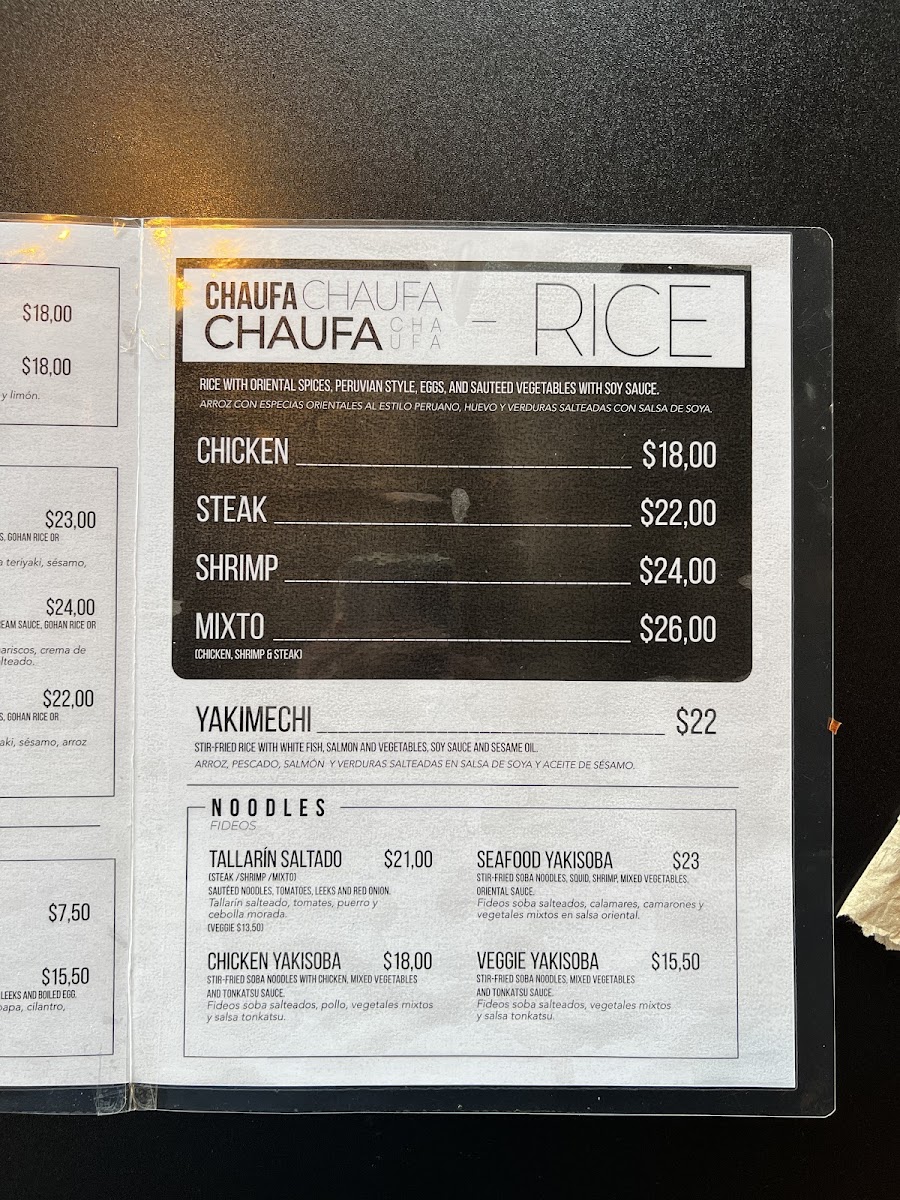 $18,00
$18,00
y limón.
$23,00
S, GOHAN RICE OR
a teriyaki, sésamo,
$24,00
EAM SAUCE, GOHAN RICE OR
ariscos, crema de
lteado.
$22,00
S, GOHAN RICE OR
aki, sésamo, arroz
$7,50
$15,50
LEEKS AND BOILED EGG.
papa, cilantro,
CHAUFA CHAUFA
CHAUFA CHA
UFA
– RICE
RICE WITH ORIENTAL SPICES, PERUVIAN STYLE, EGGS, AND SAUTEED VEGETABLES WITH SOY SAUCE.
ARROZ CON ESPECIAS ORIENTALES AL ESTILO PERUANO, HUEVO Y VERDURAS SALTEADAS CON SALSA DE SOYA.
CHICKEN $18,00
STEAK $22,00
SHRIMP $24,00
MIXTO $26,00
(CHICKEN, SHRIMP & STEAK)
YAKIMECHI $22
STIR-FRIED RICE WITH WHITE FISH, SALMON AND VEGETABLES, SOY SAUCE AND SESAME OIL.
ARROZ, PESCADO, SALMÓN Y VERDURAS SALTEADAS EN SALSA DE SOYA Y ACEITE DE SÉSAMO.
NOODLES
FIDEOS
TALLARÍN SALTADO $21,00
(STEAK /SHRIMP /MIXTO)
SAUTÉED NOODLES, TOMATOES, LEEKS AND RED ONION.
Tallarín salteado, tomates, puerro y
cebolla morada.
(VEGGIE $13.50)
CHICKEN YAKISOBA $18,00
STIR-FRIED SOBA NOODLES WITH CHICKEN, MIXED VEGETABLES
AND TONKATSU SAUCE.
Fideos soba salteados, pollo, vegetales mixtos
y salsa tonkatsu.
SEAFOOD YAKISOBA $23
STIR-FRIED SOBA NOODLES, SQUID, SHRIMP, MIXED VEGETABLES,
ORIENTAL SAUCE.
Fideos soba salteados, calamares, camarones y
vegetales mixtos en salsa oriental.
VEGGIE YAKISOBA $15,50
STIR-FRIED SOBA NOODLES, MIXED VEGETABLES
AND TONKATSU SAUCE.
Fideos soba salteados, vegetales mixtos
y salsa tonkatsu.